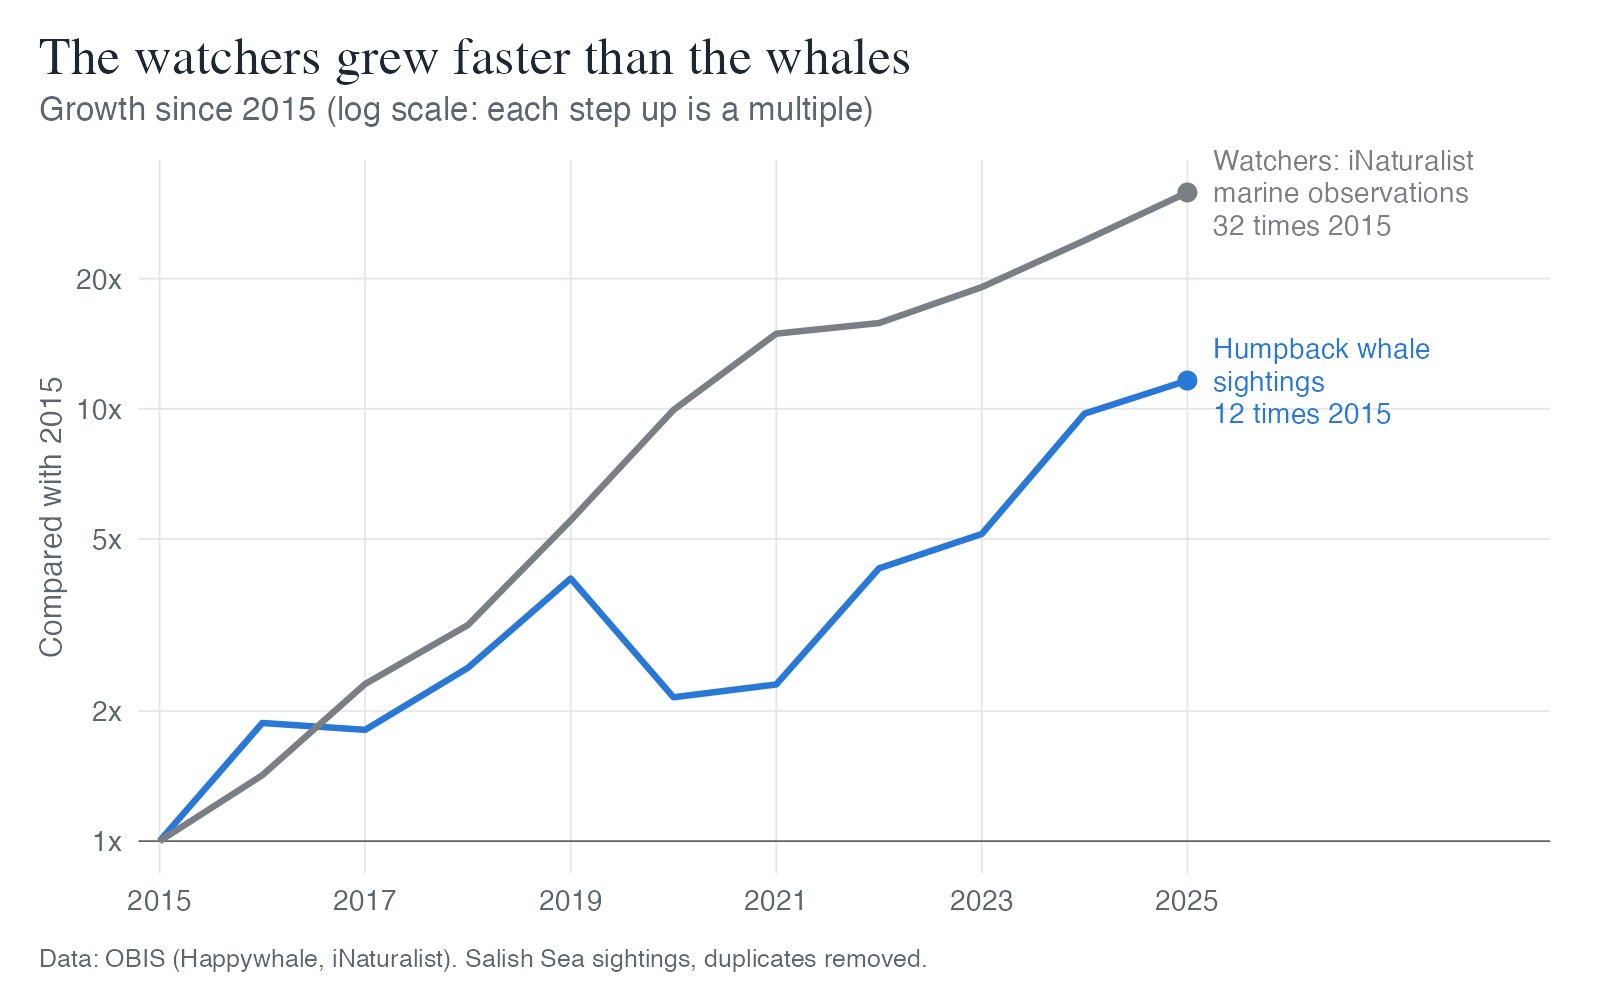 The watchers grew faster than the whales
Growth since 2015 (log scale: each step up is a multiple)
Watchers: iNaturalist
marine observations
32 times 2015
Humpback whale
sightings
12 times 2015
Compared with 2015
20x
10x
5x
2x
1x
2015 2017 2019 2021 2023 2025
Data: OBIS (Happywhale, iNaturalist). Salish Sea sightings, duplicates removed.